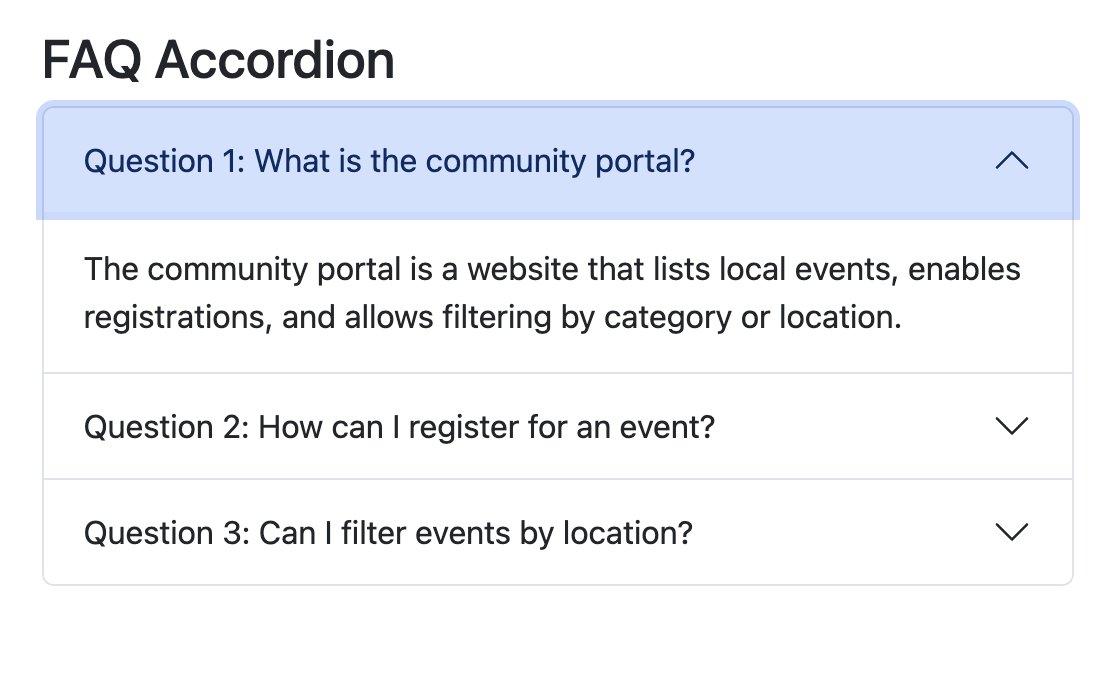 FAQ Accordion
Question 1: What is the community portal?
The community portal is a website that lists local events, enables
registrations, and allows filtering by category or location.
Question 2: How can I register for an event?
Question 3: Can I filter events by location?